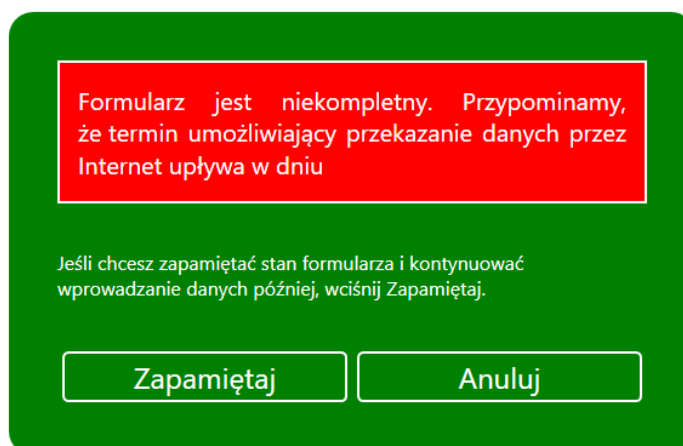 Formularz jest niekompletny. Przypominamy,
że termin umożliwiający przekazanie danych przez
Internet upływa w dniu
Jeśli chcesz zapamiętać stan formularza i kontynuować
wprowadzanie danych później, wciśnij Zapamiętaj.
Zapamiętaj Anuluj